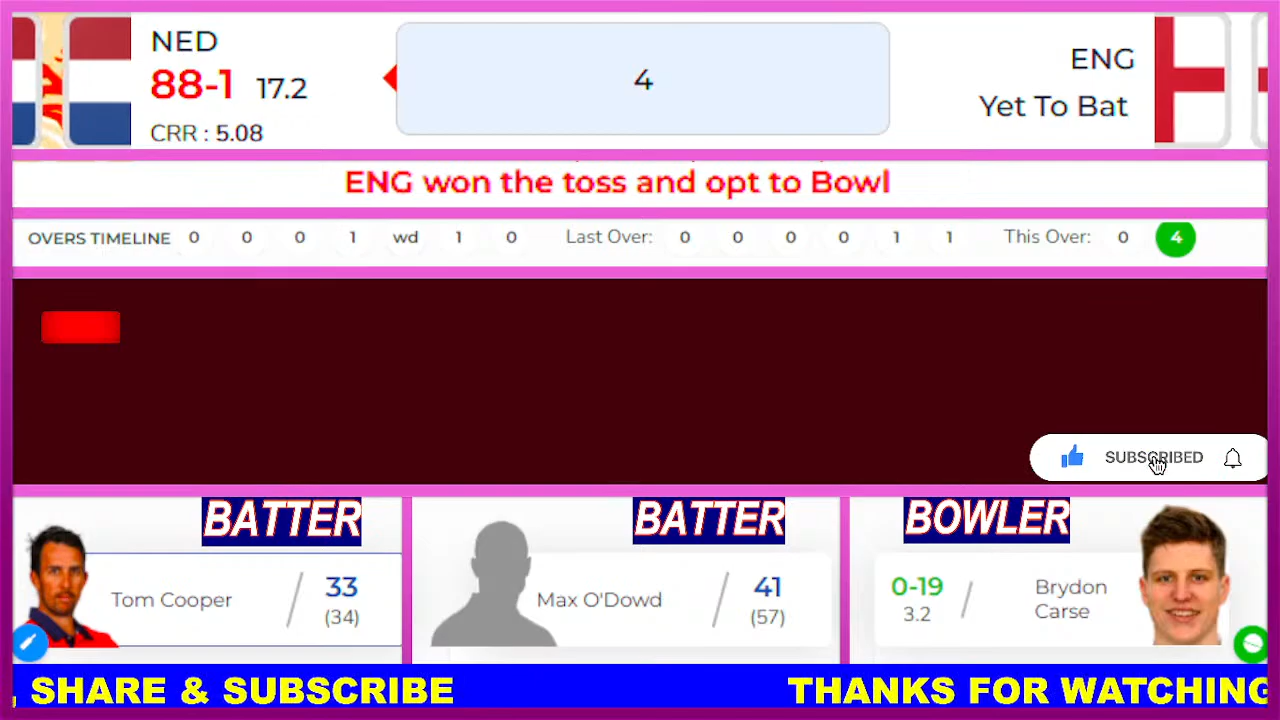 NED
88-1 17.2
CRR : 5.08
4
ENG
Yet To Bat
ENG won the toss and opt to Bowl
OVERS TIMELINE 0 0 0 1 wd 1 0 Last Over: 0 0 0 0 1 1 This Over: 0 4
SUBSCRIBED
BATTER
Tom Cooper
33
(34)
BATTER
Max O'Dowd
41
(57)
BOWLER
0-19
3.2
Brydon
Carse
, SHARE & SUBSCRIBE THANKS FOR WATCHING